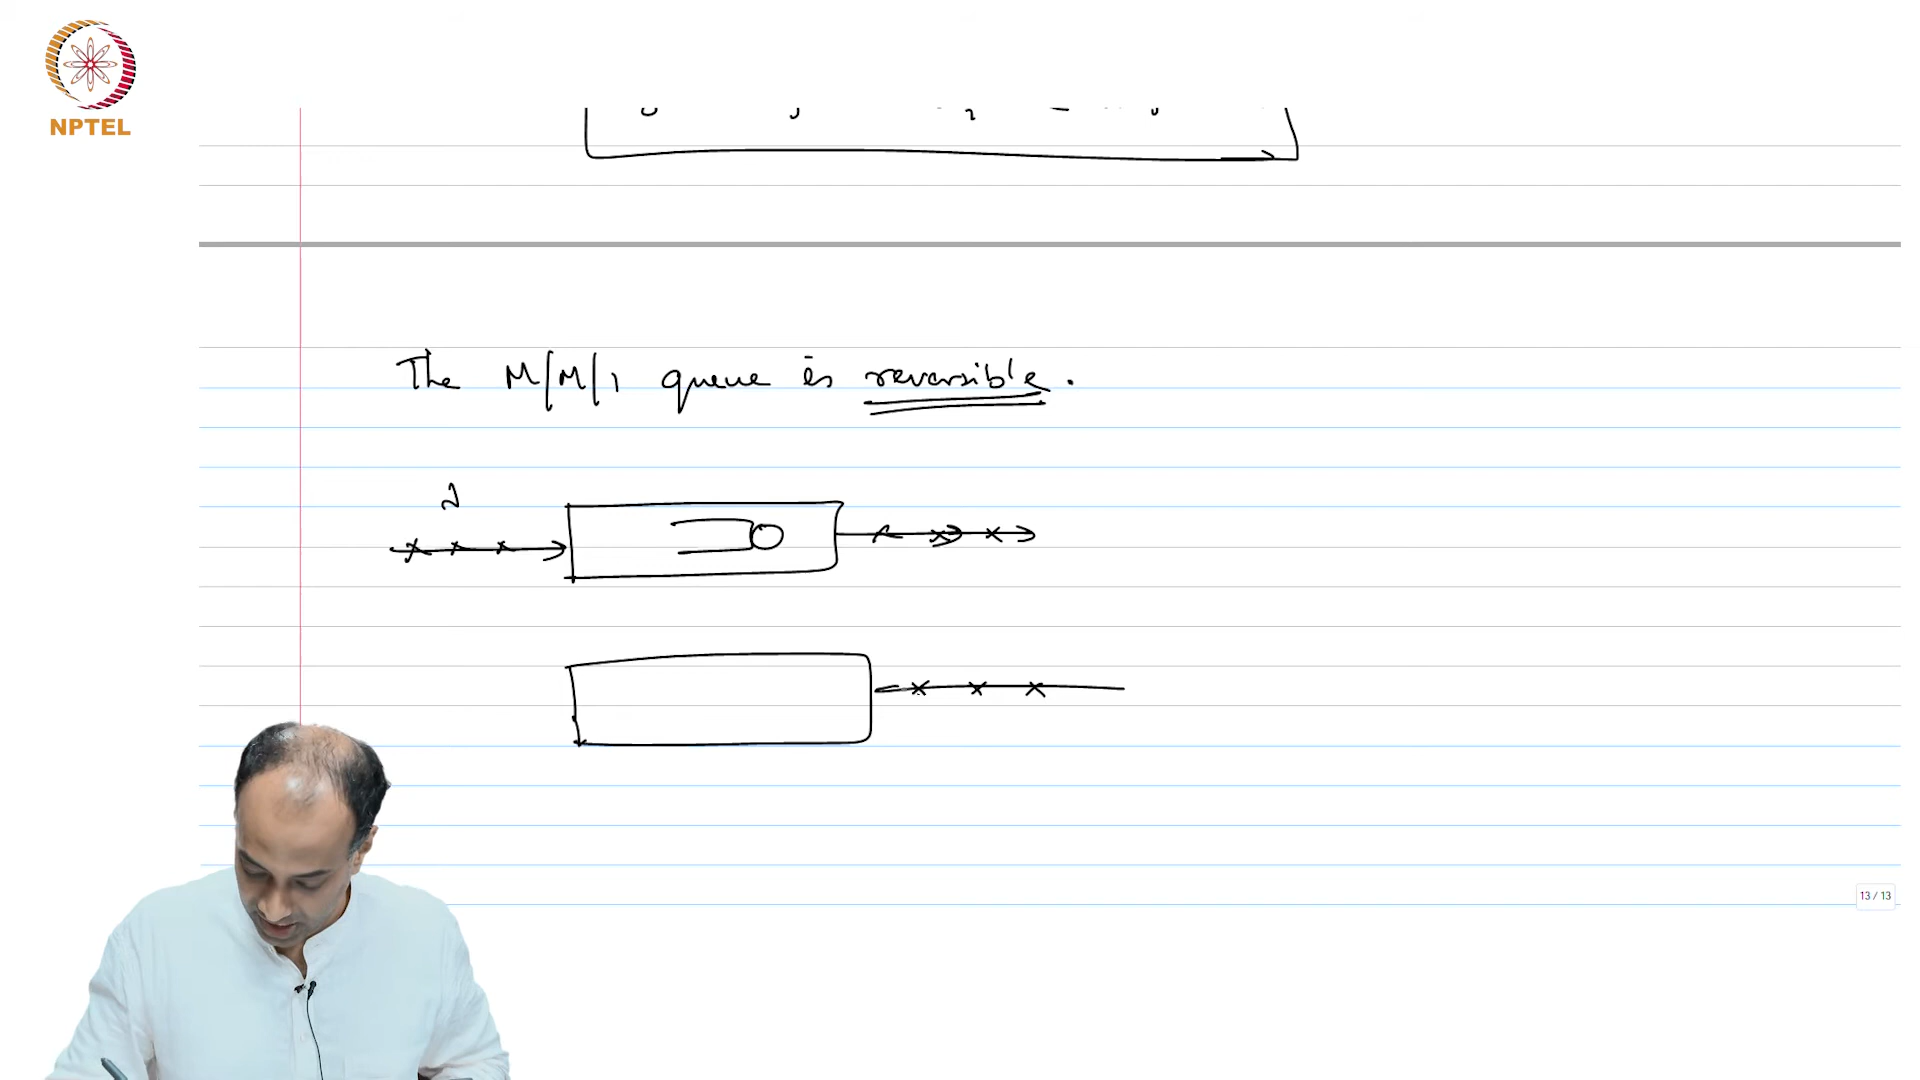 NPTEL
The M/M/1 queue is reversible.
λ
13 / 13